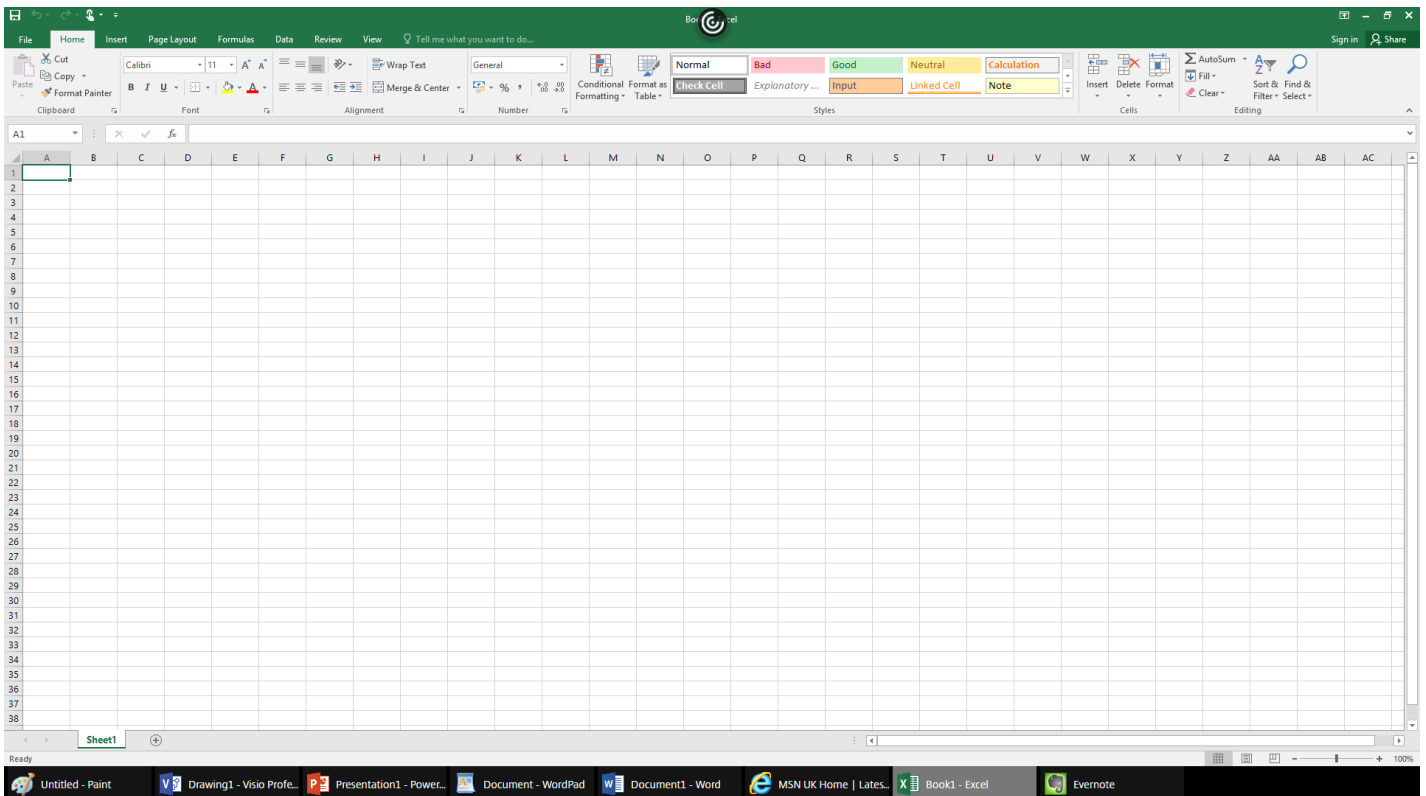 Boo Excel
File Home Insert Page Layout Formulas Data Review View Tell me what you want to do... Sign in Share
Cut
Copy
Paste
Format Painter
Clipboard
Calibri 11 A A
B I U A
Font
Wrap Text
Merge & Center
Alignment
General
% , .00 .0
Number
Conditional Formatting
Format as Table
Normal Bad Good Neutral Calculation
Check Cell Explanatory ... Input Linked Cell Note
Styles
Insert Delete Format
Cells
AutoSum
Fill
Clear
Sort & Filter
Find & Select
Editing
A1 fx
A B C D E F G H I J K L M N O P Q R S T U V W X Y Z AA AB AC
1
2
3
4
5
6
7
8
9
10
11
12
13
14
15
16
17
18
19
20
21
22
23
24
25
26
27
28
29
30
31
32
33
34
35
36
37
38
Sheet1
Ready 100%
Untitled - Paint Drawing1 - Visio Profe... Presentation1 - Power... Document - WordPad Document1 - Word MSN UK Home | Lates... Book1 - Excel Evernote